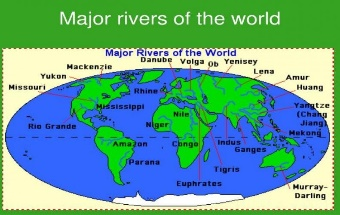 Major rivers of the world
Major Rivers of the World
Mackenzie
Danube
Volga
Ob
Yenisey
Yukon
Lena
Amur
Missouri
Rhine
Huang
Mississippi
Yangtze
(Chang
Jiang)
Nile
Rio Grande
Niger
Mekong
Amazon
Congo
Indus
Ganges
Parana
Tigris
Euphrates
Murray-
Darling